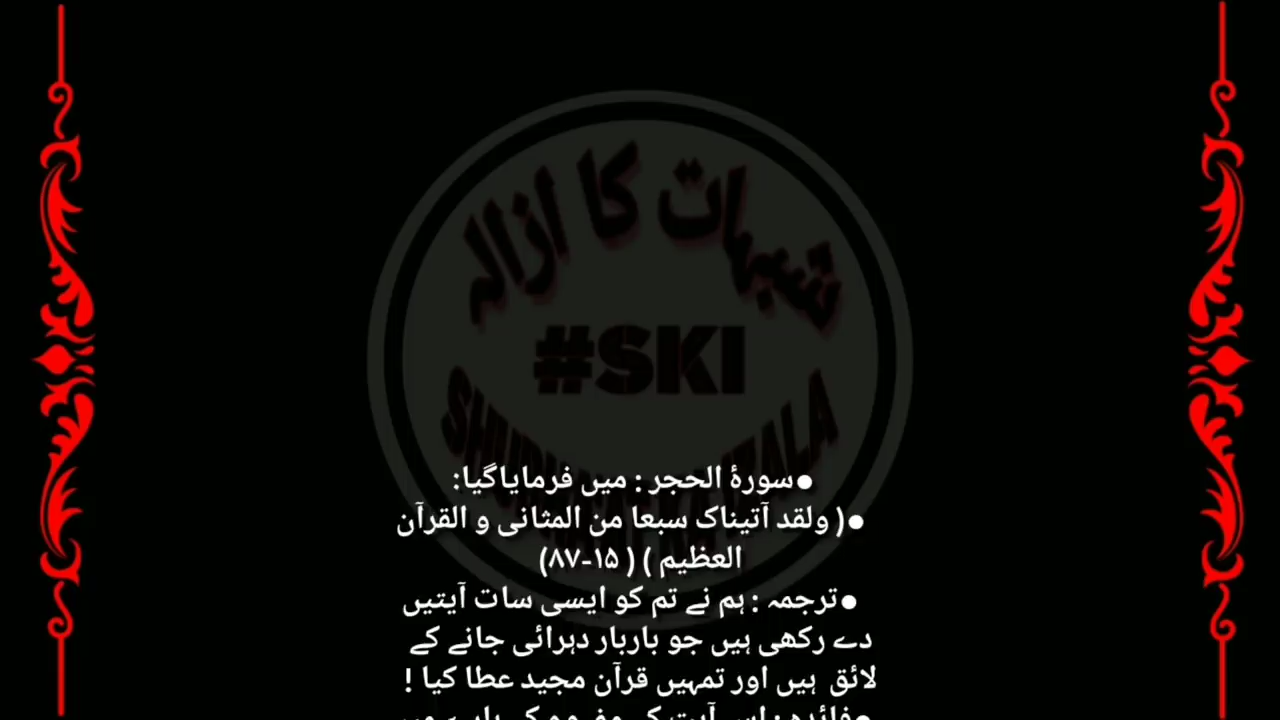 شبہات کا ازالہ
#SKI
●سورۂ الحجر : میں فرمایاگیا:
●( ولقد آتیناک سبعا من المثانی و القرآن
العظیم ) ( ۱۵-۸۷)
●ترجمہ : ہم نے تم کو ایسی سات آیتیں
دے رکھی ہیں جو باربار دہرائی جانے کے
لائق ہیں اور تمہیں قرآن مجید عطا کیا !